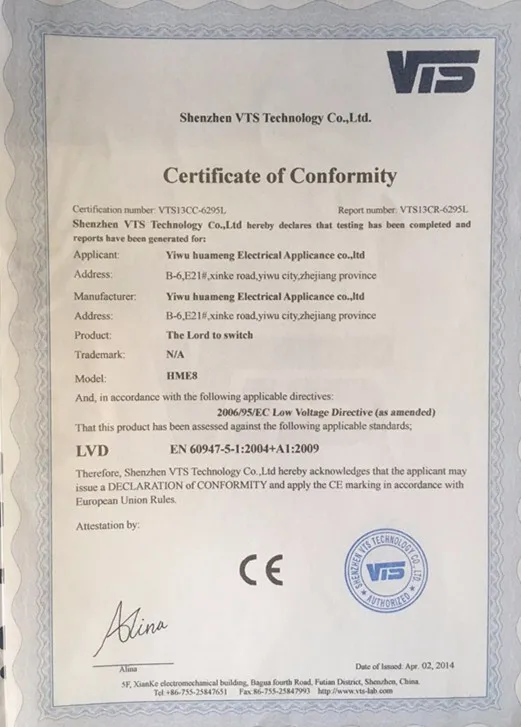 VTS
Shenzhen VTS Technology Co.,Ltd.
Certificate of Conformity
Certification number: VTS13CC-6295L Report number: VTS13CR-6295L
Shenzhen VTS Technology Co.,Ltd hereby declares that testing has been completed and
reports have been generated for:
Applicant: Yiwu huameng Electrical Applicance co.,ltd
Address: B-6,E21#,xinke road,yiwu city,zhejiang province
Manufacturer: Yiwu huameng Electrical Applicance co.,ltd
Address: B-6,E21#,xinke road,yiwu city,zhejiang province
Product: The Lord to switch
Trademark: N/A
Model: HME8
And, in accordance with the following applicable directives:
2006/95/EC Low Voltage Directive (as amended)
That this product has been assessed against the following applicable standards;
LVD EN 60947-5-1:2004+A1:2009
Therefore, Shenzhen VTS Technology Co.,Ltd hereby acknowledges that the applicant may
issue a DECLARATION of CONFORMITY and apply the CE marking in accordance with
European Union Rules.
Attestation by:
CE
SHENZHEN VTS TECHNOLOGY CO., LTD
VTS
★ AUTHORIZED ★
Alina
Alina
Date of Issued: Apr. 02, 2014
5F, XianKe electromechanical building, Bagua fourth Road, Futian District, Shenzhen, China.
Tel:+86-755-25847651 Fax:86-755-25847993 http://www.vts-lab.com